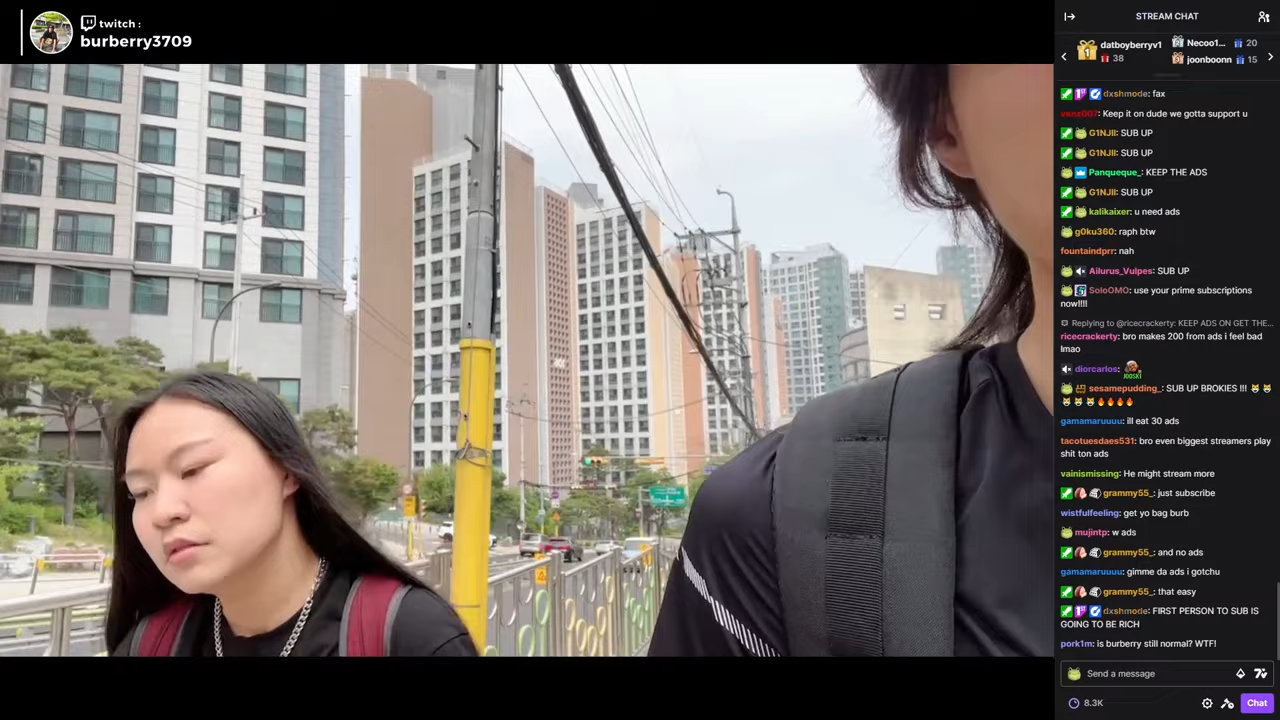 twitch :
burberry3709
STREAM CHAT
datboyberryv1
38
Necoo1... 20
joonboonn 15
dxshmode: fax
vanz007: Keep it on dude we gotta support u
G1NJII: SUB UP
G1NJII: SUB UP
Panqueque_: KEEP THE ADS
G1NJII: SUB UP
kalikaixer: u need ads
g0ku360: raph btw
fountaindprr: nah
Ailurus_Vulpes: SUB UP
SoloOMO: use your prime subscriptions
now!!!!
Replying to @ricecrackerty: KEEP ADS ON GET THE...
ricecrackerty: bro makes 200 from ads i feel bad
lmao
diorcarlos:
sesamepudding_: SUB UP BROKIES !!!
gamamaruuuu: ill eat 30 ads
tacotuesdaes531: bro even biggest streamers play
shit ton ads
vainismissing: He might stream more
grammy55_: just subscribe
wistfulfeeling: get yo bag burb
mujintp: w ads
grammy55_: and no ads
gamamaruuuu: gimme da ads i gotchu
grammy55_: that easy
dxshmode: FIRST PERSON TO SUB IS
GOING TO BE RICH
pork1m: is burberry still normal? WTF!
Send a message
8.3K
Chat